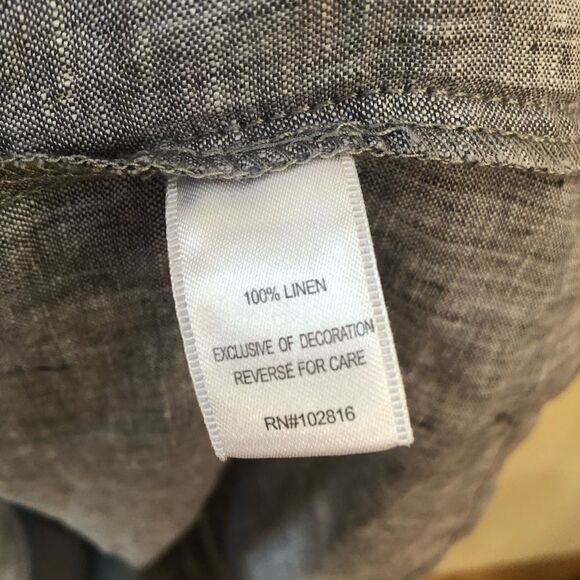 100% LINEN
EXCLUSIVE OF DECORATION
REVERSE FOR CARE
RN#102816